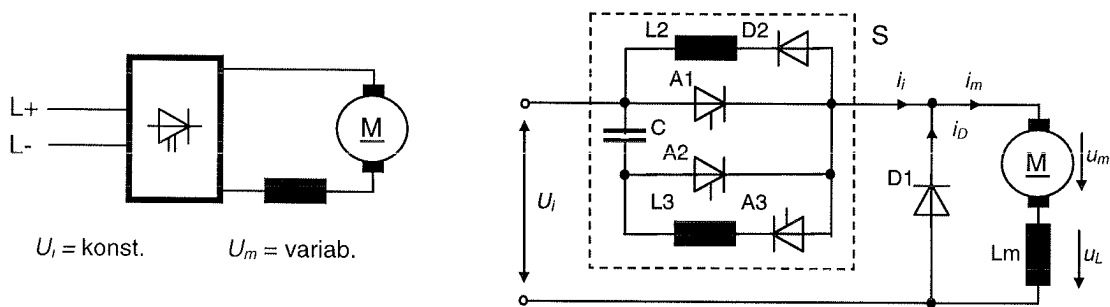 L+
L-
M
U_i = konst.
U_m = variab.
L2
D2
S
A1
C
A2
L3
A3
U_i
i_i
i_m
i_D
D1
M
u_m
Lm
u_L